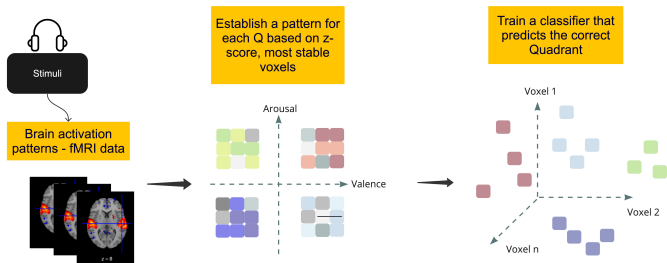 Stimuli
Brain activation
patterns - fMRI data
z = 8
Establish a pattern for
each Q based on z-
score, most stable
voxels
Arousal
Valence
Train a classifier that
predicts the correct
Quadrant
Voxel 1
Voxel 2
Voxel n